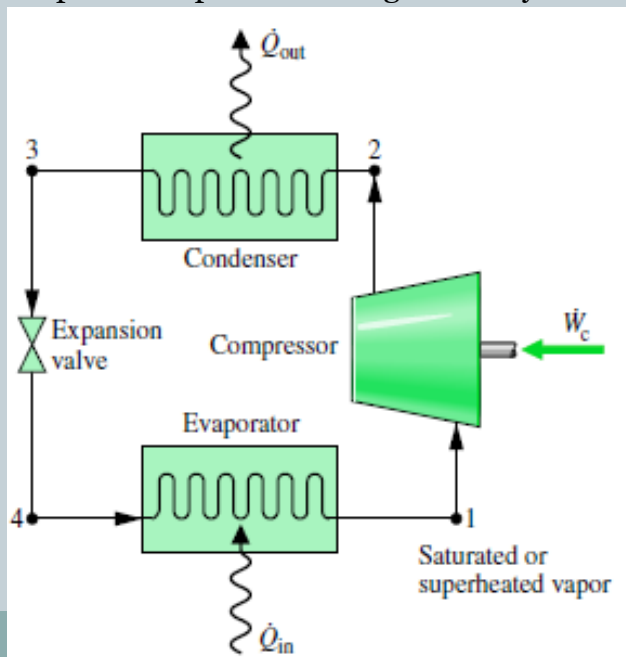 Q̇out
3
2
Condenser
Expansion
valve
Compressor
Ẇc
Evaporator
4
1
Saturated or
superheated vapor
Q̇in